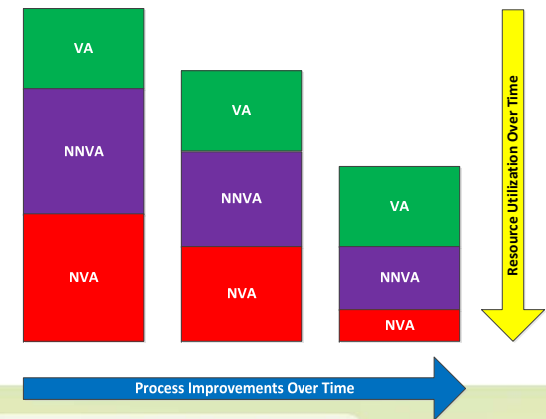 VA
NNVA
NVA
VA
NNVA
NVA
VA
NNVA
NVA
Resource Utilization Over Time
Process Improvements Over Time